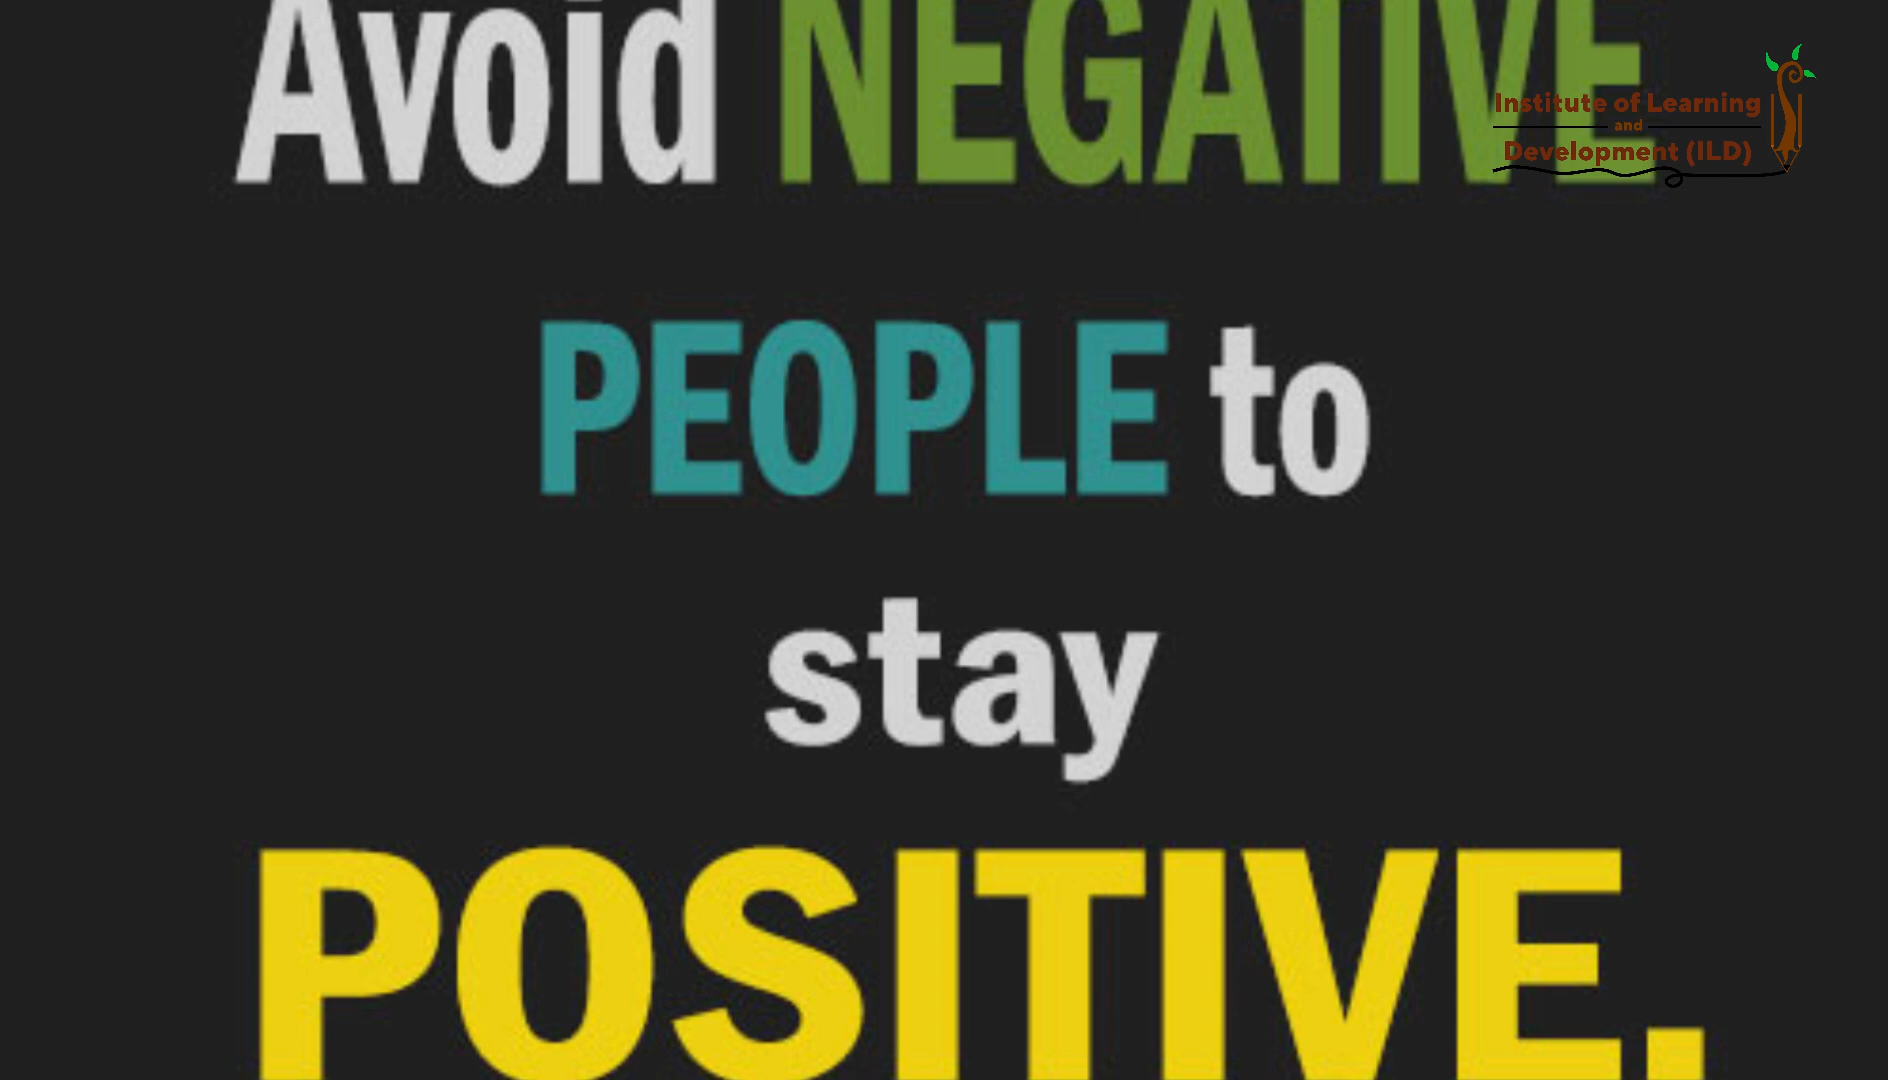 Avoid NEGATIVE
Institute of Learning
and
Development (ILD)
PEOPLE to
stay
POSITIVE.